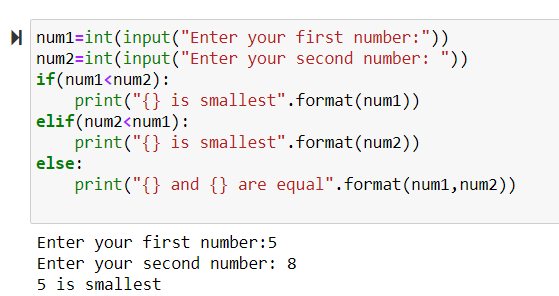 num1=int(input("Enter your first number:"))
num2=int(input("Enter your second number: "))
if(num1<num2):
    print("{} is smallest".format(num1))
elif(num2<num1):
    print("{} is smallest".format(num2))
else:
    print("{} and {} are equal".format(num1,num2))
Enter your first number:5
Enter your second number: 8
5 is smallest